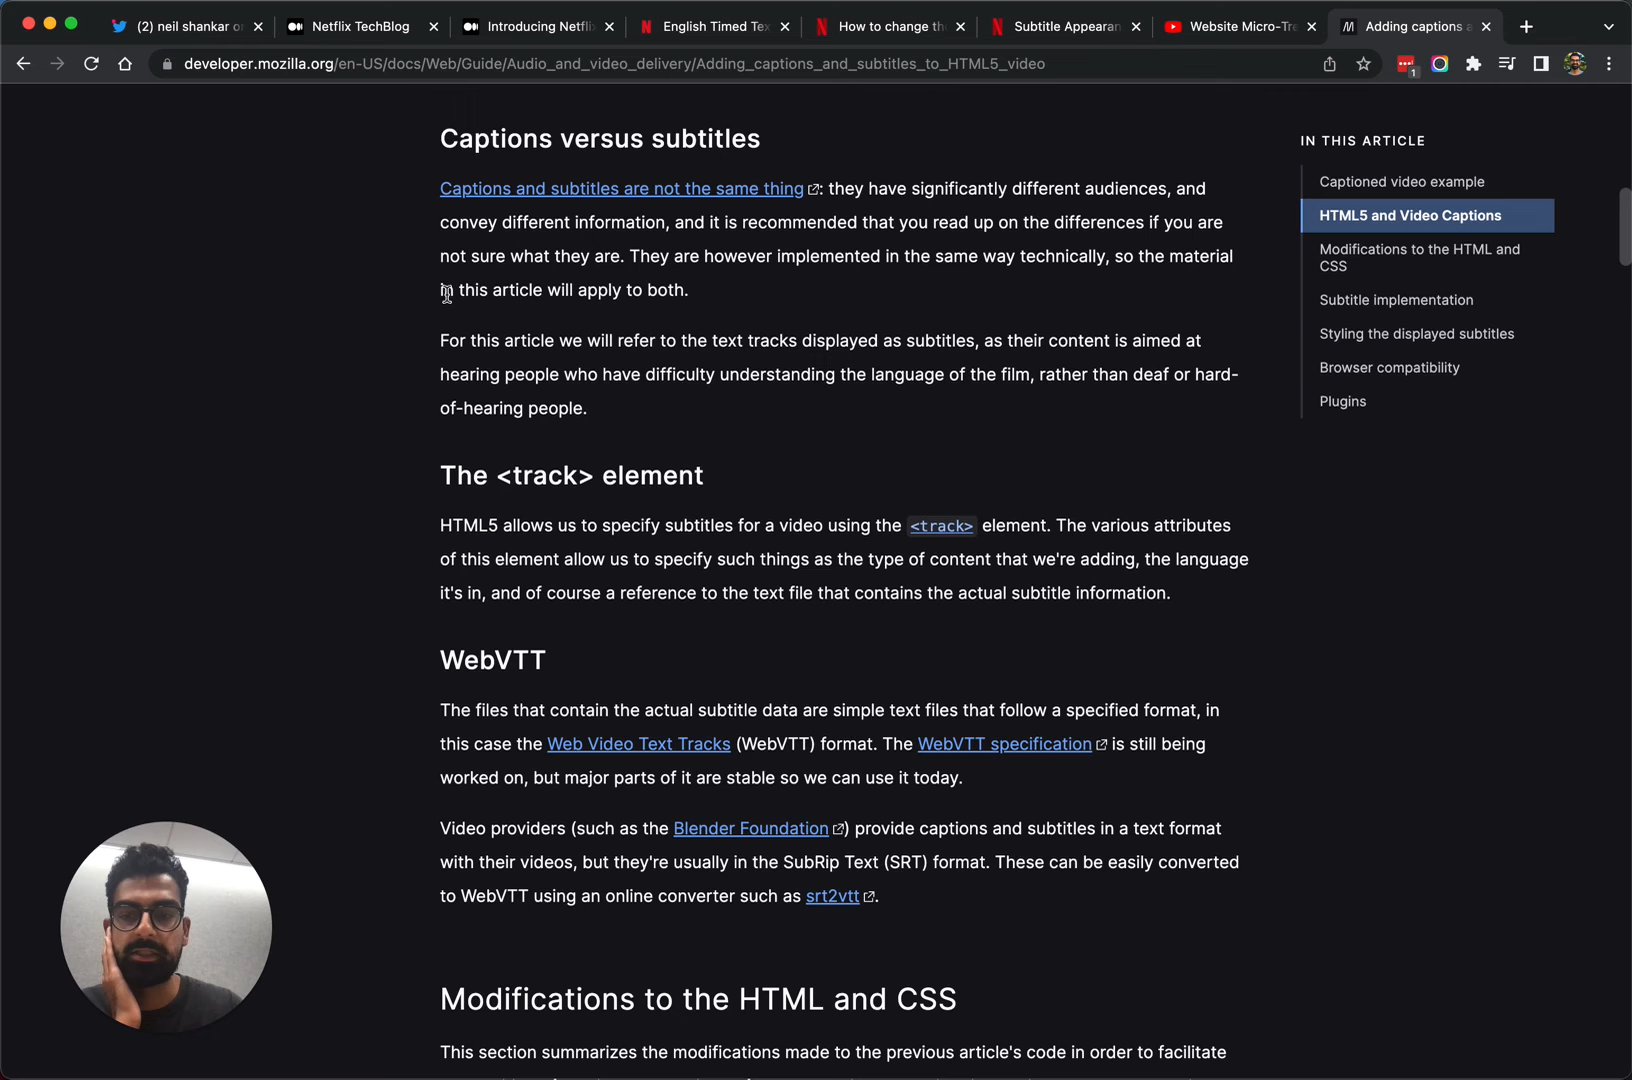 (2) neil shankar o
Netflix TechBlog
Introducing Netfli
English Timed Tex
How to change th
Subtitle Appearan
Website Micro-Tre
Adding captions a
developer.mozilla.org/en-US/docs/Web/Guide/Audio_and_video_delivery/Adding_captions_and_subtitles_to_HTML5_video
1
Captions versus subtitles
Captions and subtitles are not the same thing: they have significantly different audiences, and
convey different information, and it is recommended that you read up on the differences if you are
not sure what they are. They are however implemented in the same way technically, so the material
in this article will apply to both.
For this article we will refer to the text tracks displayed as subtitles, as their content is aimed at
hearing people who have difficulty understanding the language of the film, rather than deaf or hard-
of-hearing people.
The <track> element
HTML5 allows us to specify subtitles for a video using the <track> element. The various attributes
of this element allow us to specify such things as the type of content that we're adding, the language
it's in, and of course a reference to the text file that contains the actual subtitle information.
WebVTT
The files that contain the actual subtitle data are simple text files that follow a specified format, in
this case the Web Video Text Tracks (WebVTT) format. The WebVTT specification is still being
worked on, but major parts of it are stable so we can use it today.
Video providers (such as the Blender Foundation) provide captions and subtitles in a text format
with their videos, but they're usually in the SubRip Text (SRT) format. These can be easily converted
to WebVTT using an online converter such as srt2vtt.
Modifications to the HTML and CSS
This section summarizes the modifications made to the previous article's code in order to facilitate
IN THIS ARTICLE
Captioned video example
HTML5 and Video Captions
Modifications to the HTML and
CSS
Subtitle implementation
Styling the displayed subtitles
Browser compatibility
Plugins